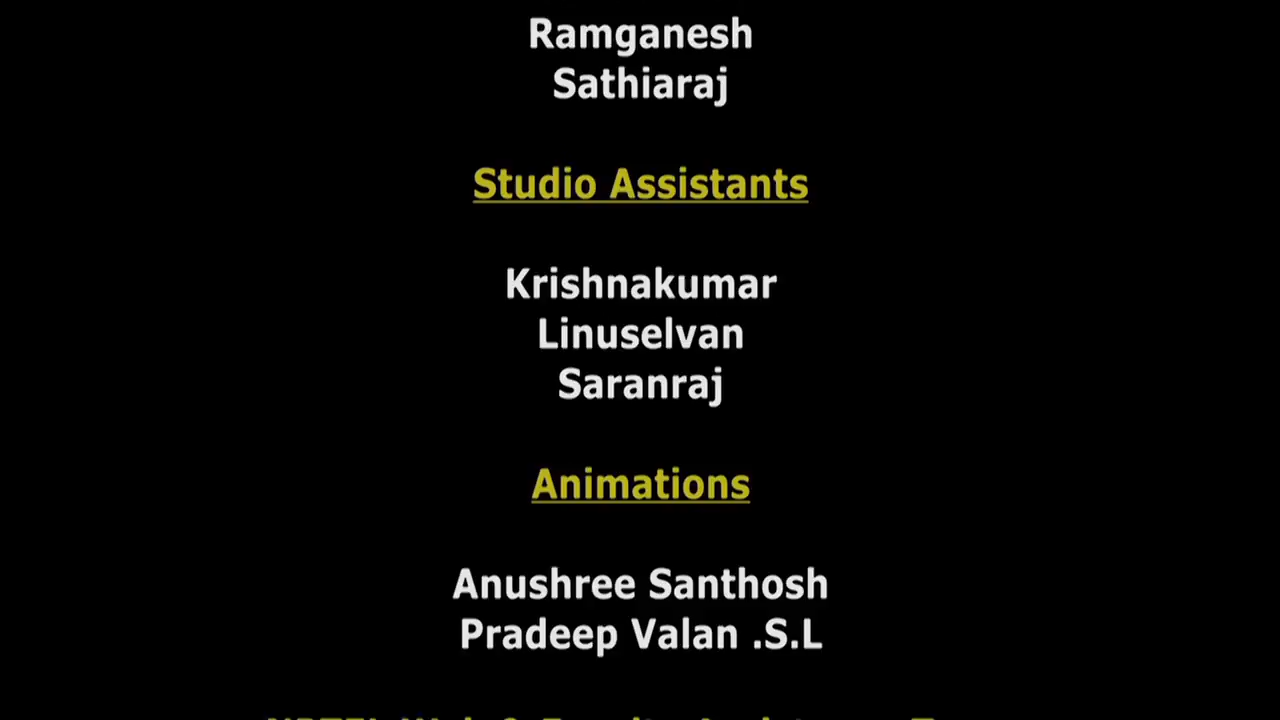 Ramganesh
Sathiaraj
Studio Assistants
Krishnakumar
Linuselvan
Saranraj
Animations
Anushree Santhosh
Pradeep Valan .S.L